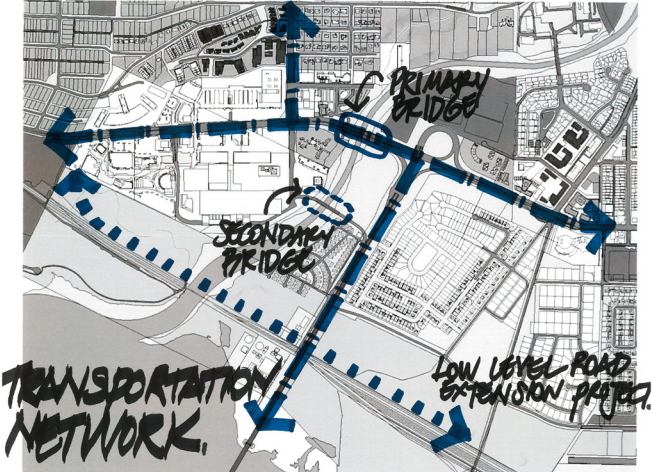 PRIMARY
BRIDGE
SECONDARY
BRIDGE
LOW LEVEL ROAD
EXTENSION PROJECT.
TRANSPORTATION
NETWORK.